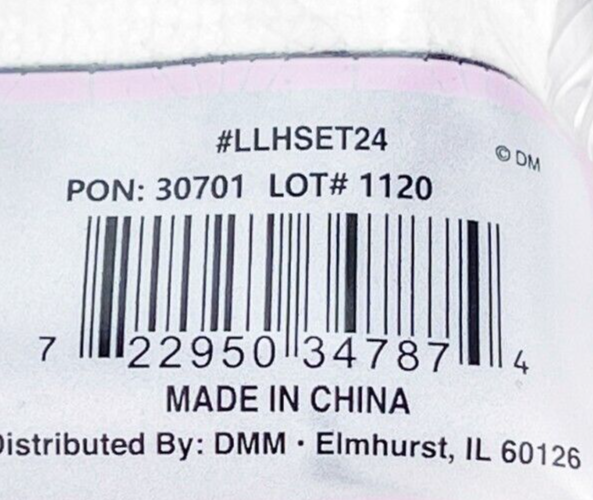 #LLHSET24
© DM
PON: 30701 LOT# 1120
7 22950 34787 4
MADE IN CHINA
Distributed By: DMM · Elmhurst, IL 60126